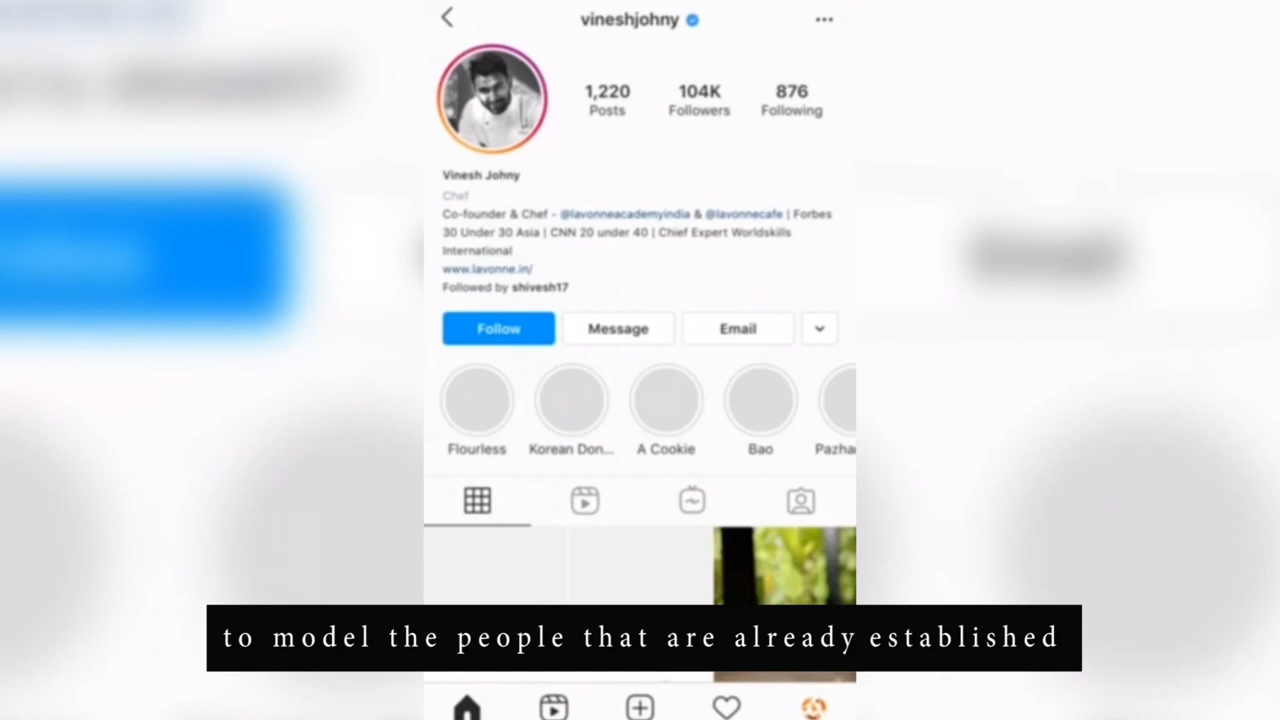 vineshjohny
1,220 104K 876
Posts Followers Following
Vinesh Johny
Chef
Co-founder & Chef - @lavonneacademyindia & @lavonnecafe | Forbes
30 Under 30 Asia | CNN 20 under 40 | Chief Expert Worldskills
International
www.lavonne.in/
Followed by shivesh17
Follow Message Email
Flourless Korean Don... A Cookie Bao Pazha
to model the people that are already established